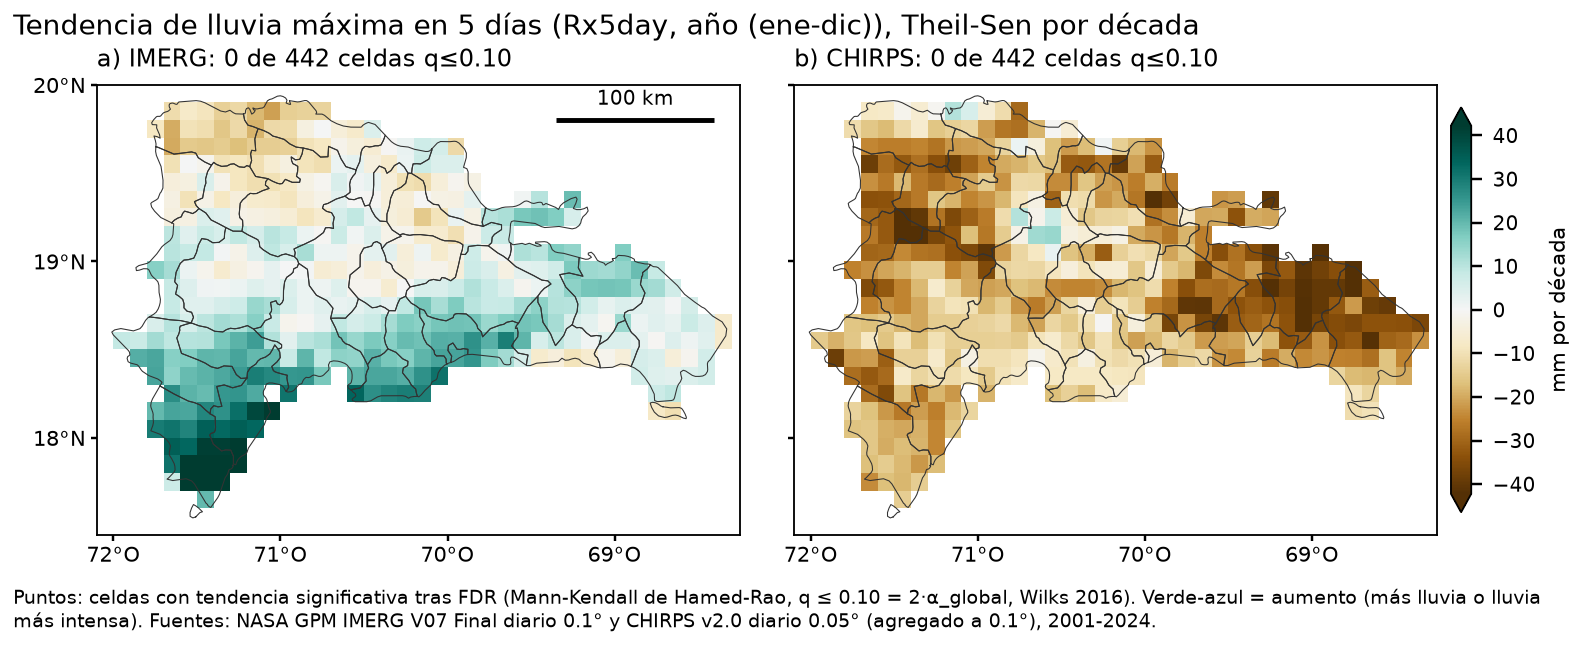 Tendencia de lluvia máxima en 5 días (Rx5day, año (ene-dic)), Theil-Sen por década
a) IMERG: 0 de 442 celdas q≤0.10
b) CHIRPS: 0 de 442 celdas q≤0.10
20°N
19°N
18°N
100 km
72°O
71°O
70°O
69°O
72°O
71°O
70°O
69°O
40
30
20
10
0
−10
−20
−30
−40
mm por década
Puntos: celdas con tendencia significativa tras FDR (Mann-Kendall de Hamed-Rao, q ≤ 0.10 = 2·α_global, Wilks 2016). Verde-azul = aumento (más lluvia o lluvia
más intensa). Fuentes: NASA GPM IMERG V07 Final diario 0.1° y CHIRPS v2.0 diario 0.05° (agregado a 0.1°), 2001-2024.